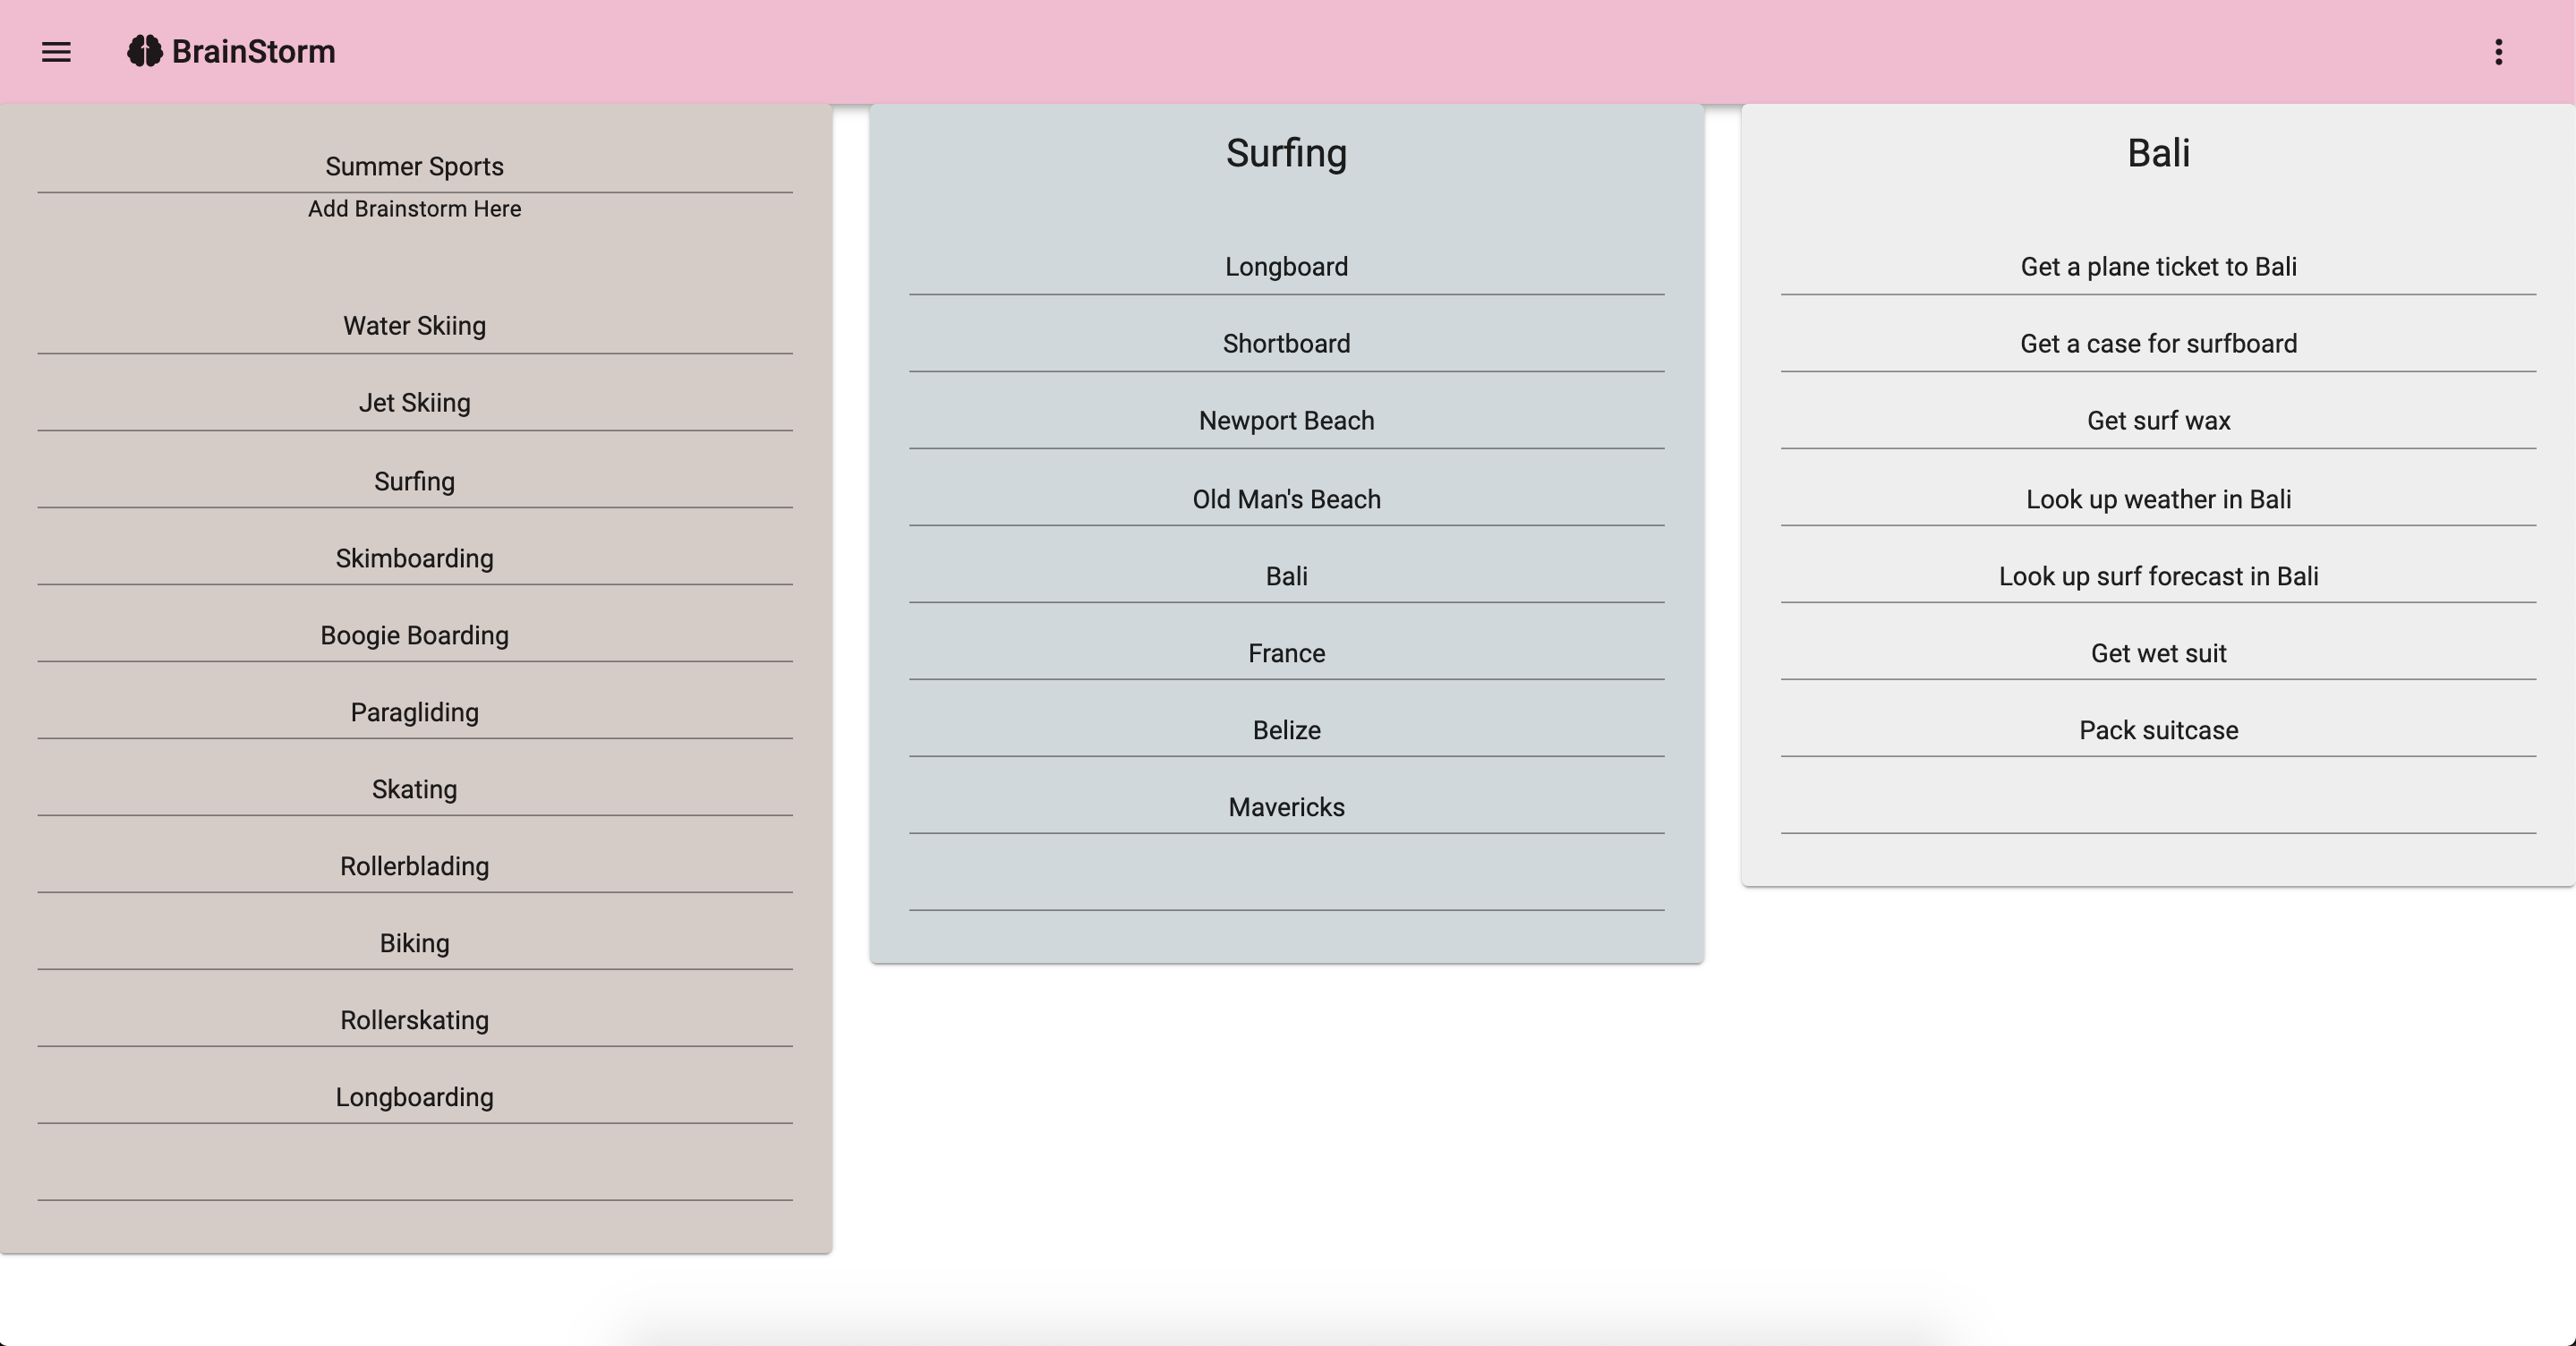 BrainStorm
Summer Sports
Add Brainstorm Here
Water Skiing
Jet Skiing
Surfing
Skimboarding
Boogie Boarding
Paragliding
Skating
Rollerblading
Biking
Rollerskating
Longboarding
Surfing
Longboard
Shortboard
Newport Beach
Old Man's Beach
Bali
France
Belize
Mavericks
Bali
Get a plane ticket to Bali
Get a case for surfboard
Get surf wax
Look up weather in Bali
Look up surf forecast in Bali
Get wet suit
Pack suitcase